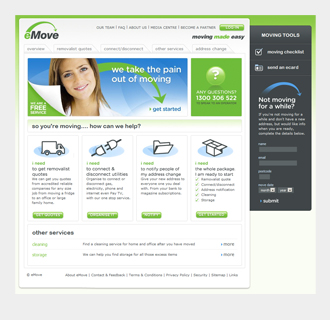 eMove
OUR TEAM | FAQ | ABOUT US | MEDIA CENTRE | BECOME A PARTNER
LOG IN
moving made easy
overview
removalist quotes
connect/disconnect
other services
address change
we take the pain
out of moving
get started
WE ARE A
FREE
SERVICE
?
ANY QUESTIONS?
1300 306 522
so you're moving.... how can we help?
i need
to get removalist
quotes
We can get you quotes
from accredited reliable
companies for any size
job from moving a fridge
to an office or large
family home.
GET QUOTES
i need
to connect &
disconnect utilities
Organise to connect or
disconnect gas,
electricity, phone and
internet even Pay TV,
with our one stop service.
i need
to notify people of
my address change
Give your new address to
everyone one you deal
with, from your bank to
magazine subscriptions.
NOTIFY
i need
the whole package
I am ready to start
Removalist quote
Connect/disconnect
Address notification
Cleaning
Storage
GET STARTED
other services
cleaning
Find a cleaning service for home and office after you have moved
more
storage
We can help you find storage for all those excess items
more
© eMove
About eMove | Contact & Feedback | Terms & Conditions | Privacy Policy | Security | Sitemap | Links
MOVING TOOLS
moving checklist
send an ecard
Not moving
for a while?
If you're not moving for a
while and don't have a new
address, but would like the info
when you are ready,
complete the details below.
name
email
postcode
move date
submit